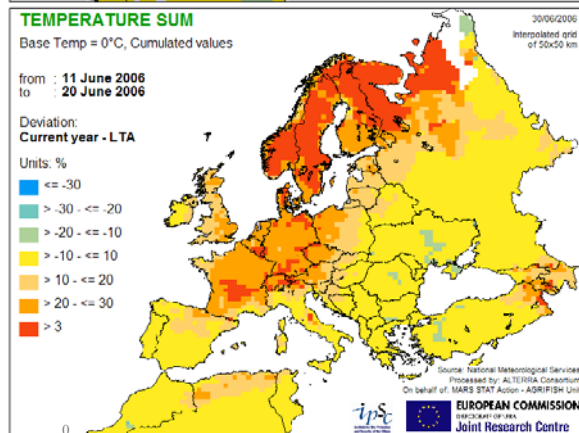 TEMPERATURE SUM
30/06/2006
Base Temp = 0°C, Cumulated values
Interpolated grid
of 50x50 km
from : 11 June 2006
to : 20 June 2006
Deviation:
Current year - LTA
Units: %
<= -30
> -30 - <= -20
> -20 - <= -10
> -10 - <= 10
> 10 - <= 20
> 20 - <= 30
> 3
Source: National Meteorological Services
Processed by: ALTERRA Consortium
On behalf of: MARS STAT Action - AGRIFISH Unit
0
ipsc
EUROPEAN COMMISSION
Joint Research Centre